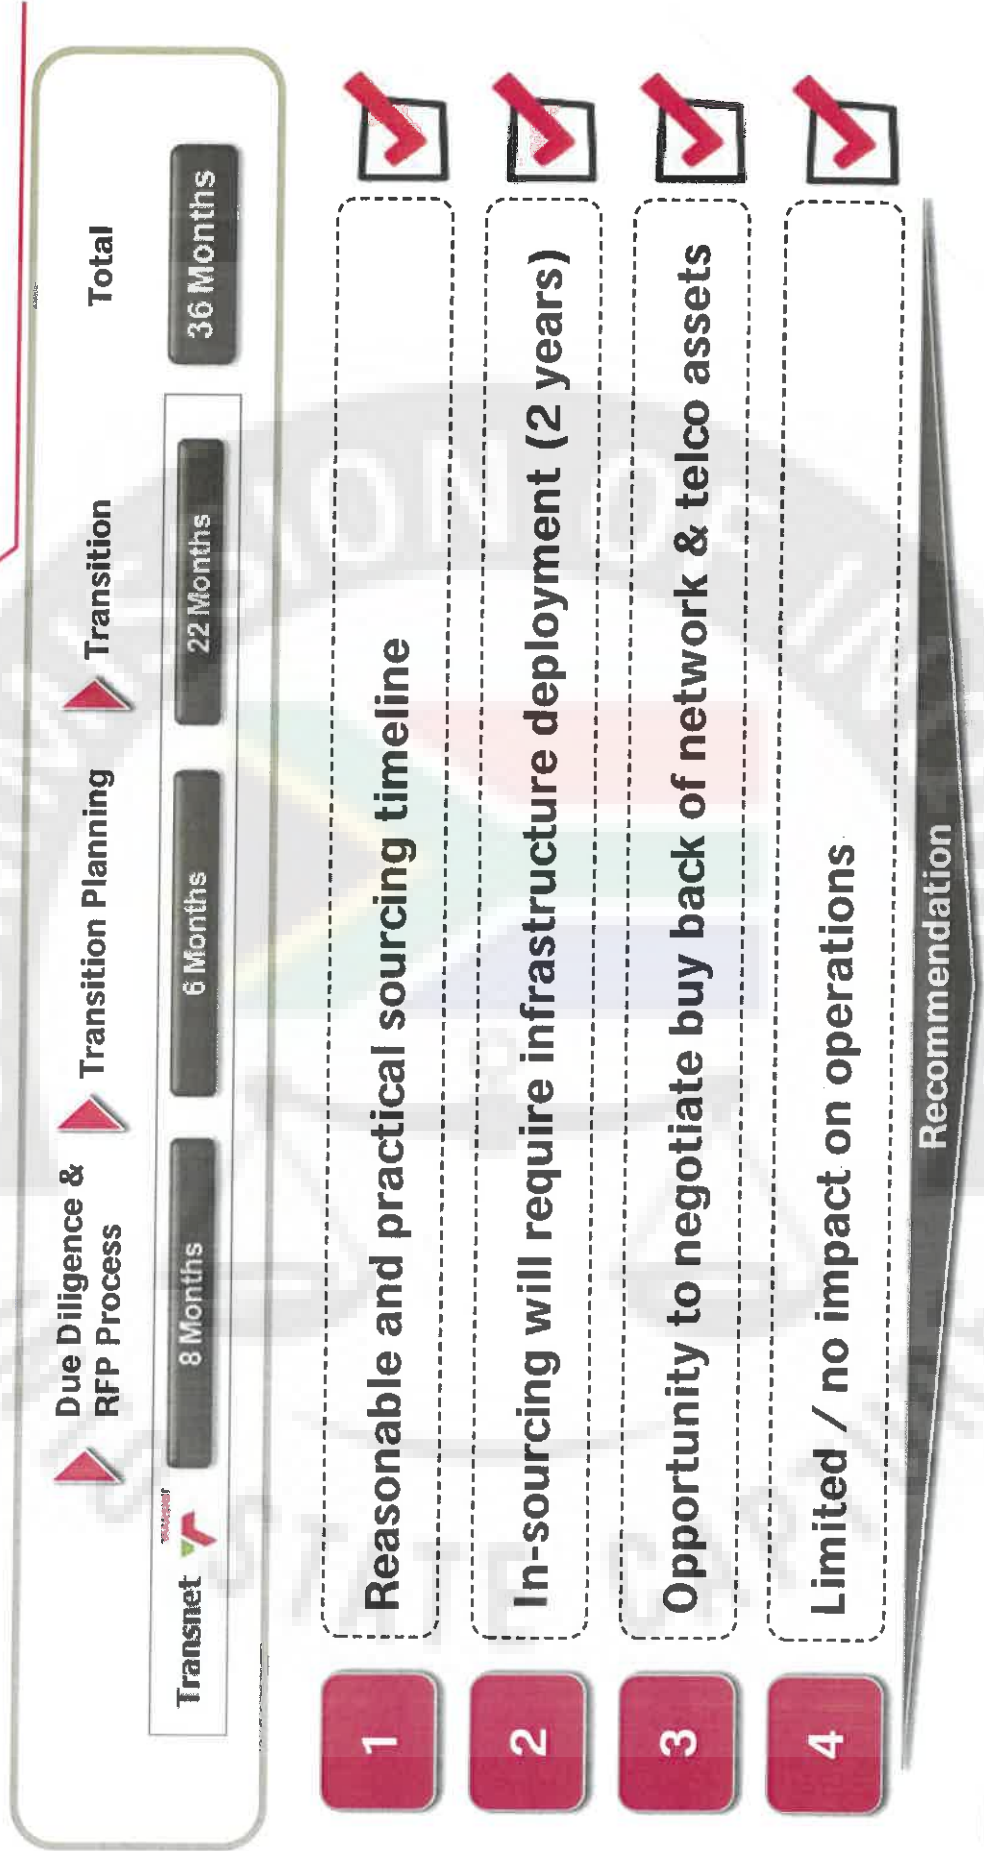 Due Diligence &
RFP Process
Transition Planning
Transition
Total
Transnet
8 Months
6 Months
22 Months
36 Months
1
Reasonable and practical sourcing timeline
2
In-sourcing will require infrastructure deployment (2 years)
3
Opportunity to negotiate buy back of network & telco assets
4
Limited / no impact on operations
Recommendation